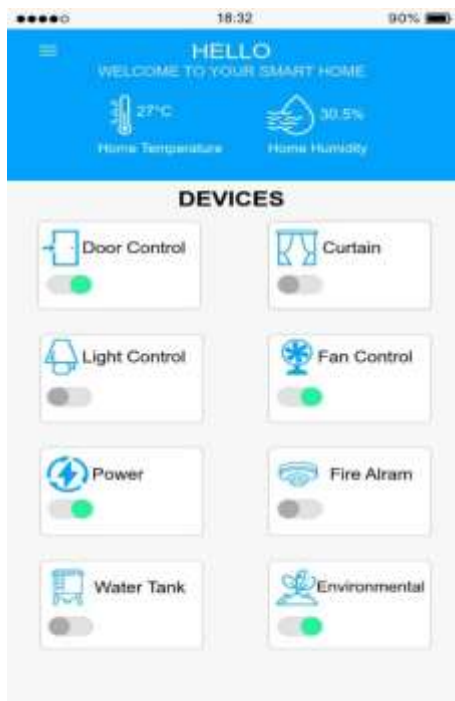 18:32 90%
HELLO
WELCOME TO YOUR SMART HOME
27°C 30.5%
Home Temperature Home Humidity
DEVICES
Door Control Curtain
Light Control Fan Control
Power Fire Alram
Water Tank Environmental